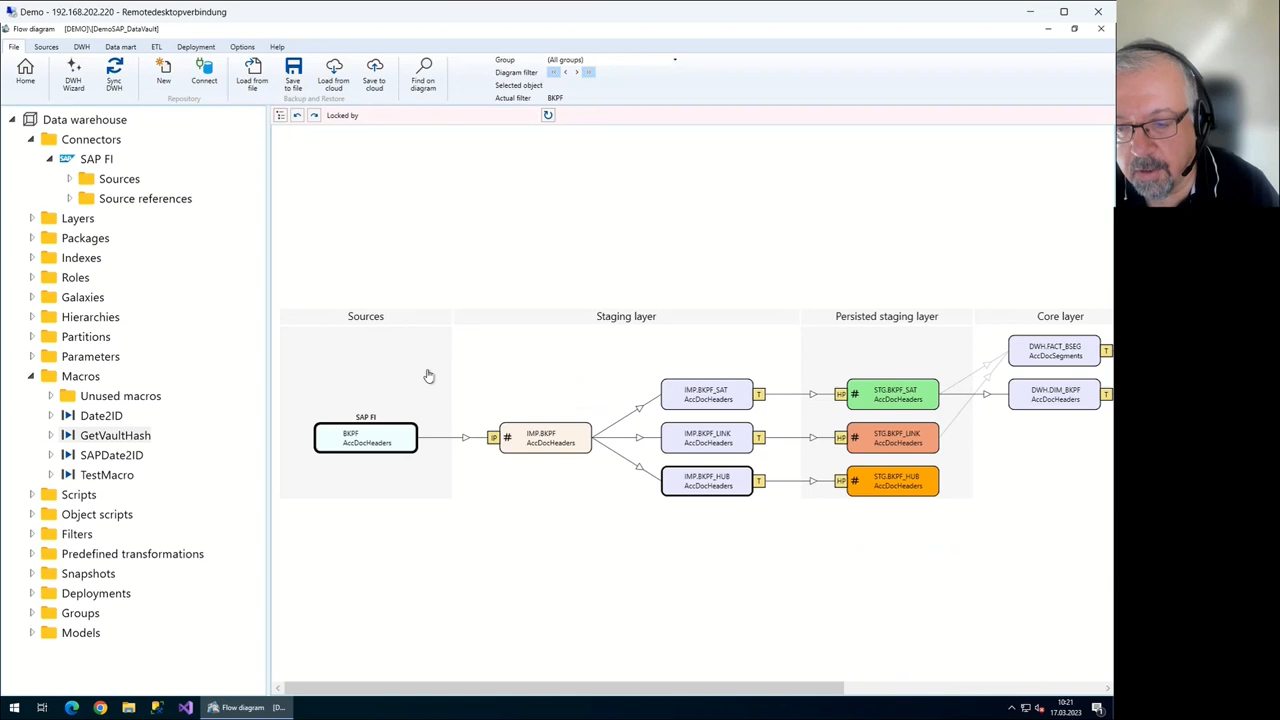 Demo - 192.168.202.220 - Remotedesktopverbindung
Flow diagram [DEMO]\[DemoSAP_DataVault]
File Sources DWH Data mart ETL Deployment Options Help
Home
DWH Wizard
Sync DWH
New
Connect
Load from file
Save to file
Load from cloud
Save to cloud
Find on diagram
Repository
Backup and Restore
Group (All groups)
Diagram filter
Selected object
Actual filter BKPF
Locked by
Data warehouse
Connectors
SAP FI
Sources
Source references
Layers
Packages
Indexes
Roles
Galaxies
Hierarchies
Partitions
Parameters
Macros
Unused macros
Date2ID
GetVaultHash
SAPDate2ID
TestMacro
Scripts
Object scripts
Filters
Predefined transformations
Snapshots
Deployments
Groups
Models
Sources
Staging layer
Persisted staging layer
Core layer
SAP FI
BKPF
AccDocHeaders
IP
#
IMP.BKPF
AccDocHeaders
IMP.BKPF_SAT
AccDocHeaders
T
IMP.BKPF_LINK
AccDocHeaders
T
IMP.BKPF_HUB
AccDocHeaders
T
HP
#
STG.BKPF_SAT
AccDocHeaders
HP
#
STG.BKPF_LINK
AccDocHeaders
HP
#
STG.BKPF_HUB
AccDocHeaders
DWH.FACT_BSEG
AccDocSegments
T
DWH.DIM_BKPF
AccDocHeaders
T
Flow diagram [D...
10:21
17.03.2023